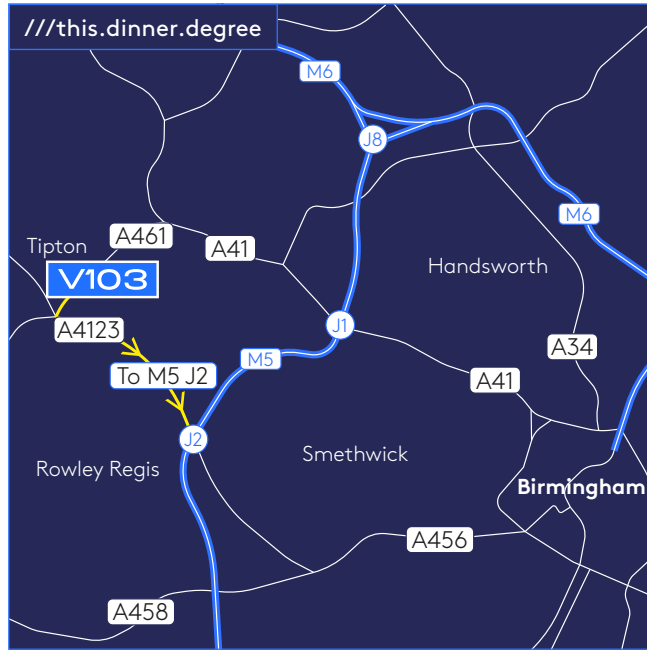 ///this.dinner.degree
M6
J8
M6
A461
Tipton
A41
Handsworth
V103
A4123
J1
A34
M5
To M5 J2
A41
J2
Smethwick
Rowley Regis
Birmingham
A456
A458